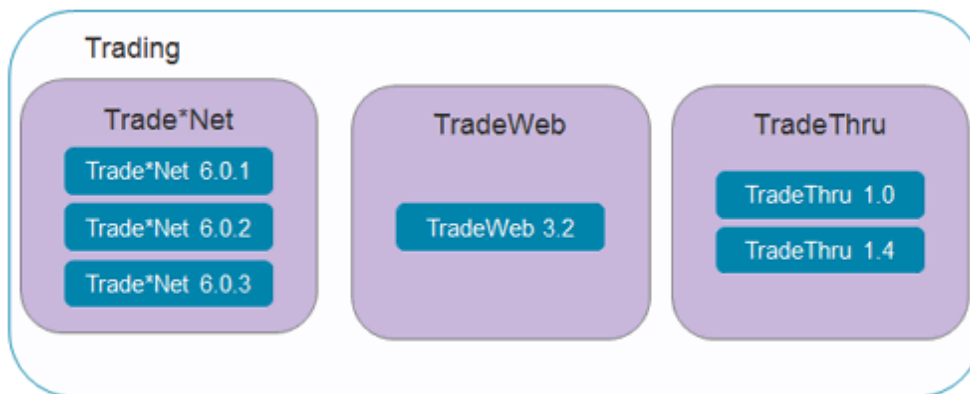 Trading
Trade*Net
Trade*Net 6.0.1
Trade*Net 6.0.2
Trade*Net 6.0.3
TradeWeb
TradeWeb 3.2
TradeThru
TradeThru 1.0
TradeThru 1.4